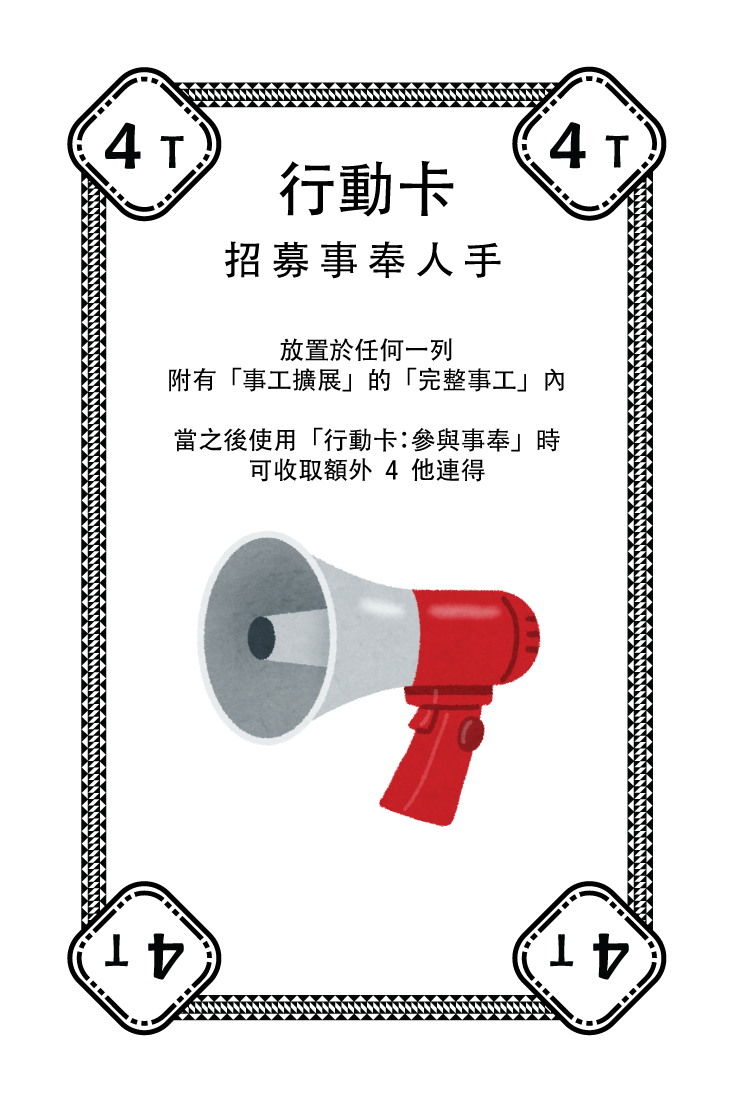 4 T
4 T
行動卡
招募事奉人手
放置於任何一列
附有「事工擴展」的「完整事工」內
當之後使用「行動卡:參與事奉」時
可收取額外 4 他連得
4 T
4 T